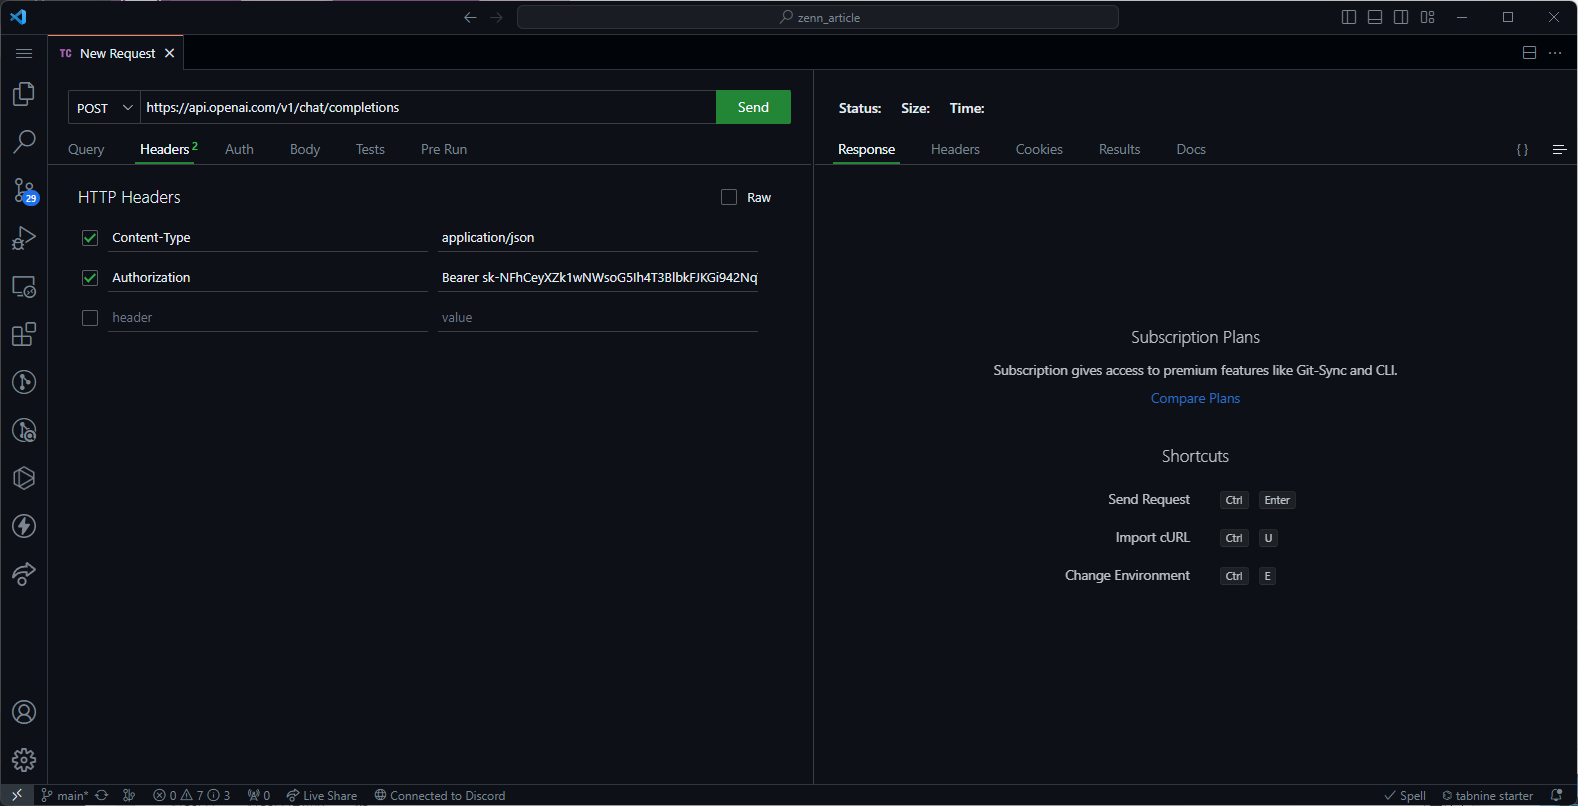 zenn_article
TC New Request
POST https://api.openai.com/v1/chat/completions Send
Status: Size: Time:
Query Headers 2 Auth Body Tests Pre Run
Response Headers Cookies Results Docs { }
HTTP Headers Raw
Content-Type application/json
Authorization Bearer sk-NFhCeyXZk1wNWsoG5Ih4T3BlbkFJKGi942Nq
header value
29
Subscription Plans
Subscription gives access to premium features like Git-Sync and CLI.
Compare Plans
Shortcuts
Send Request Ctrl Enter
Import cURL Ctrl U
Change Environment Ctrl E
main* 0 7 3 0 Live Share Connected to Discord Spell tabnine starter